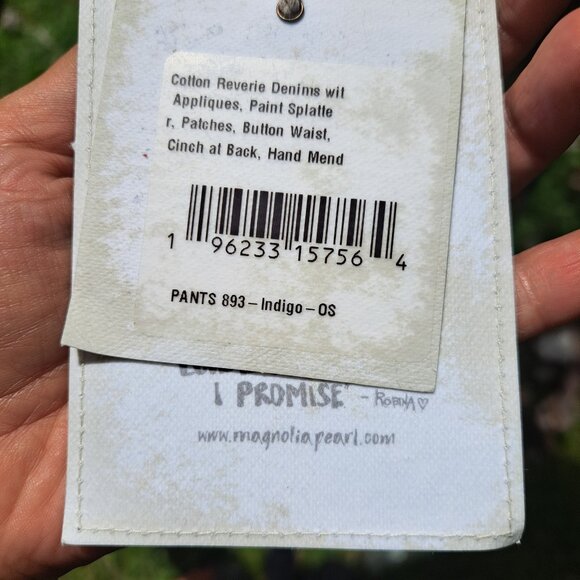 Cotton Reverie Denims wit
Appliques, Paint Splatte
r, Patches, Button Waist,
Cinch at Back, Hand Mend
1 96233 15756 4
PANTS 893-Indigo-OS
I PROMISE" - ROBINA♡
www.magnoliapearl.com